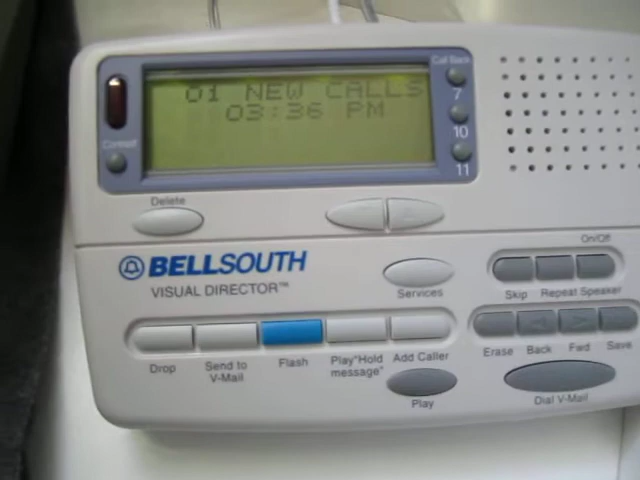 Call Back
01 NEW CALLS
03:36 PM
7
10
11
Contrast
Delete
BELLSOUTH
VISUAL DIRECTOR™
Services
On/Off
Skip Repeat Speaker
Drop
Send to V-Mail
Flash
Play"Hold message"
Add Caller
Erase Back Fwd Save
Play
Dial V-Mail